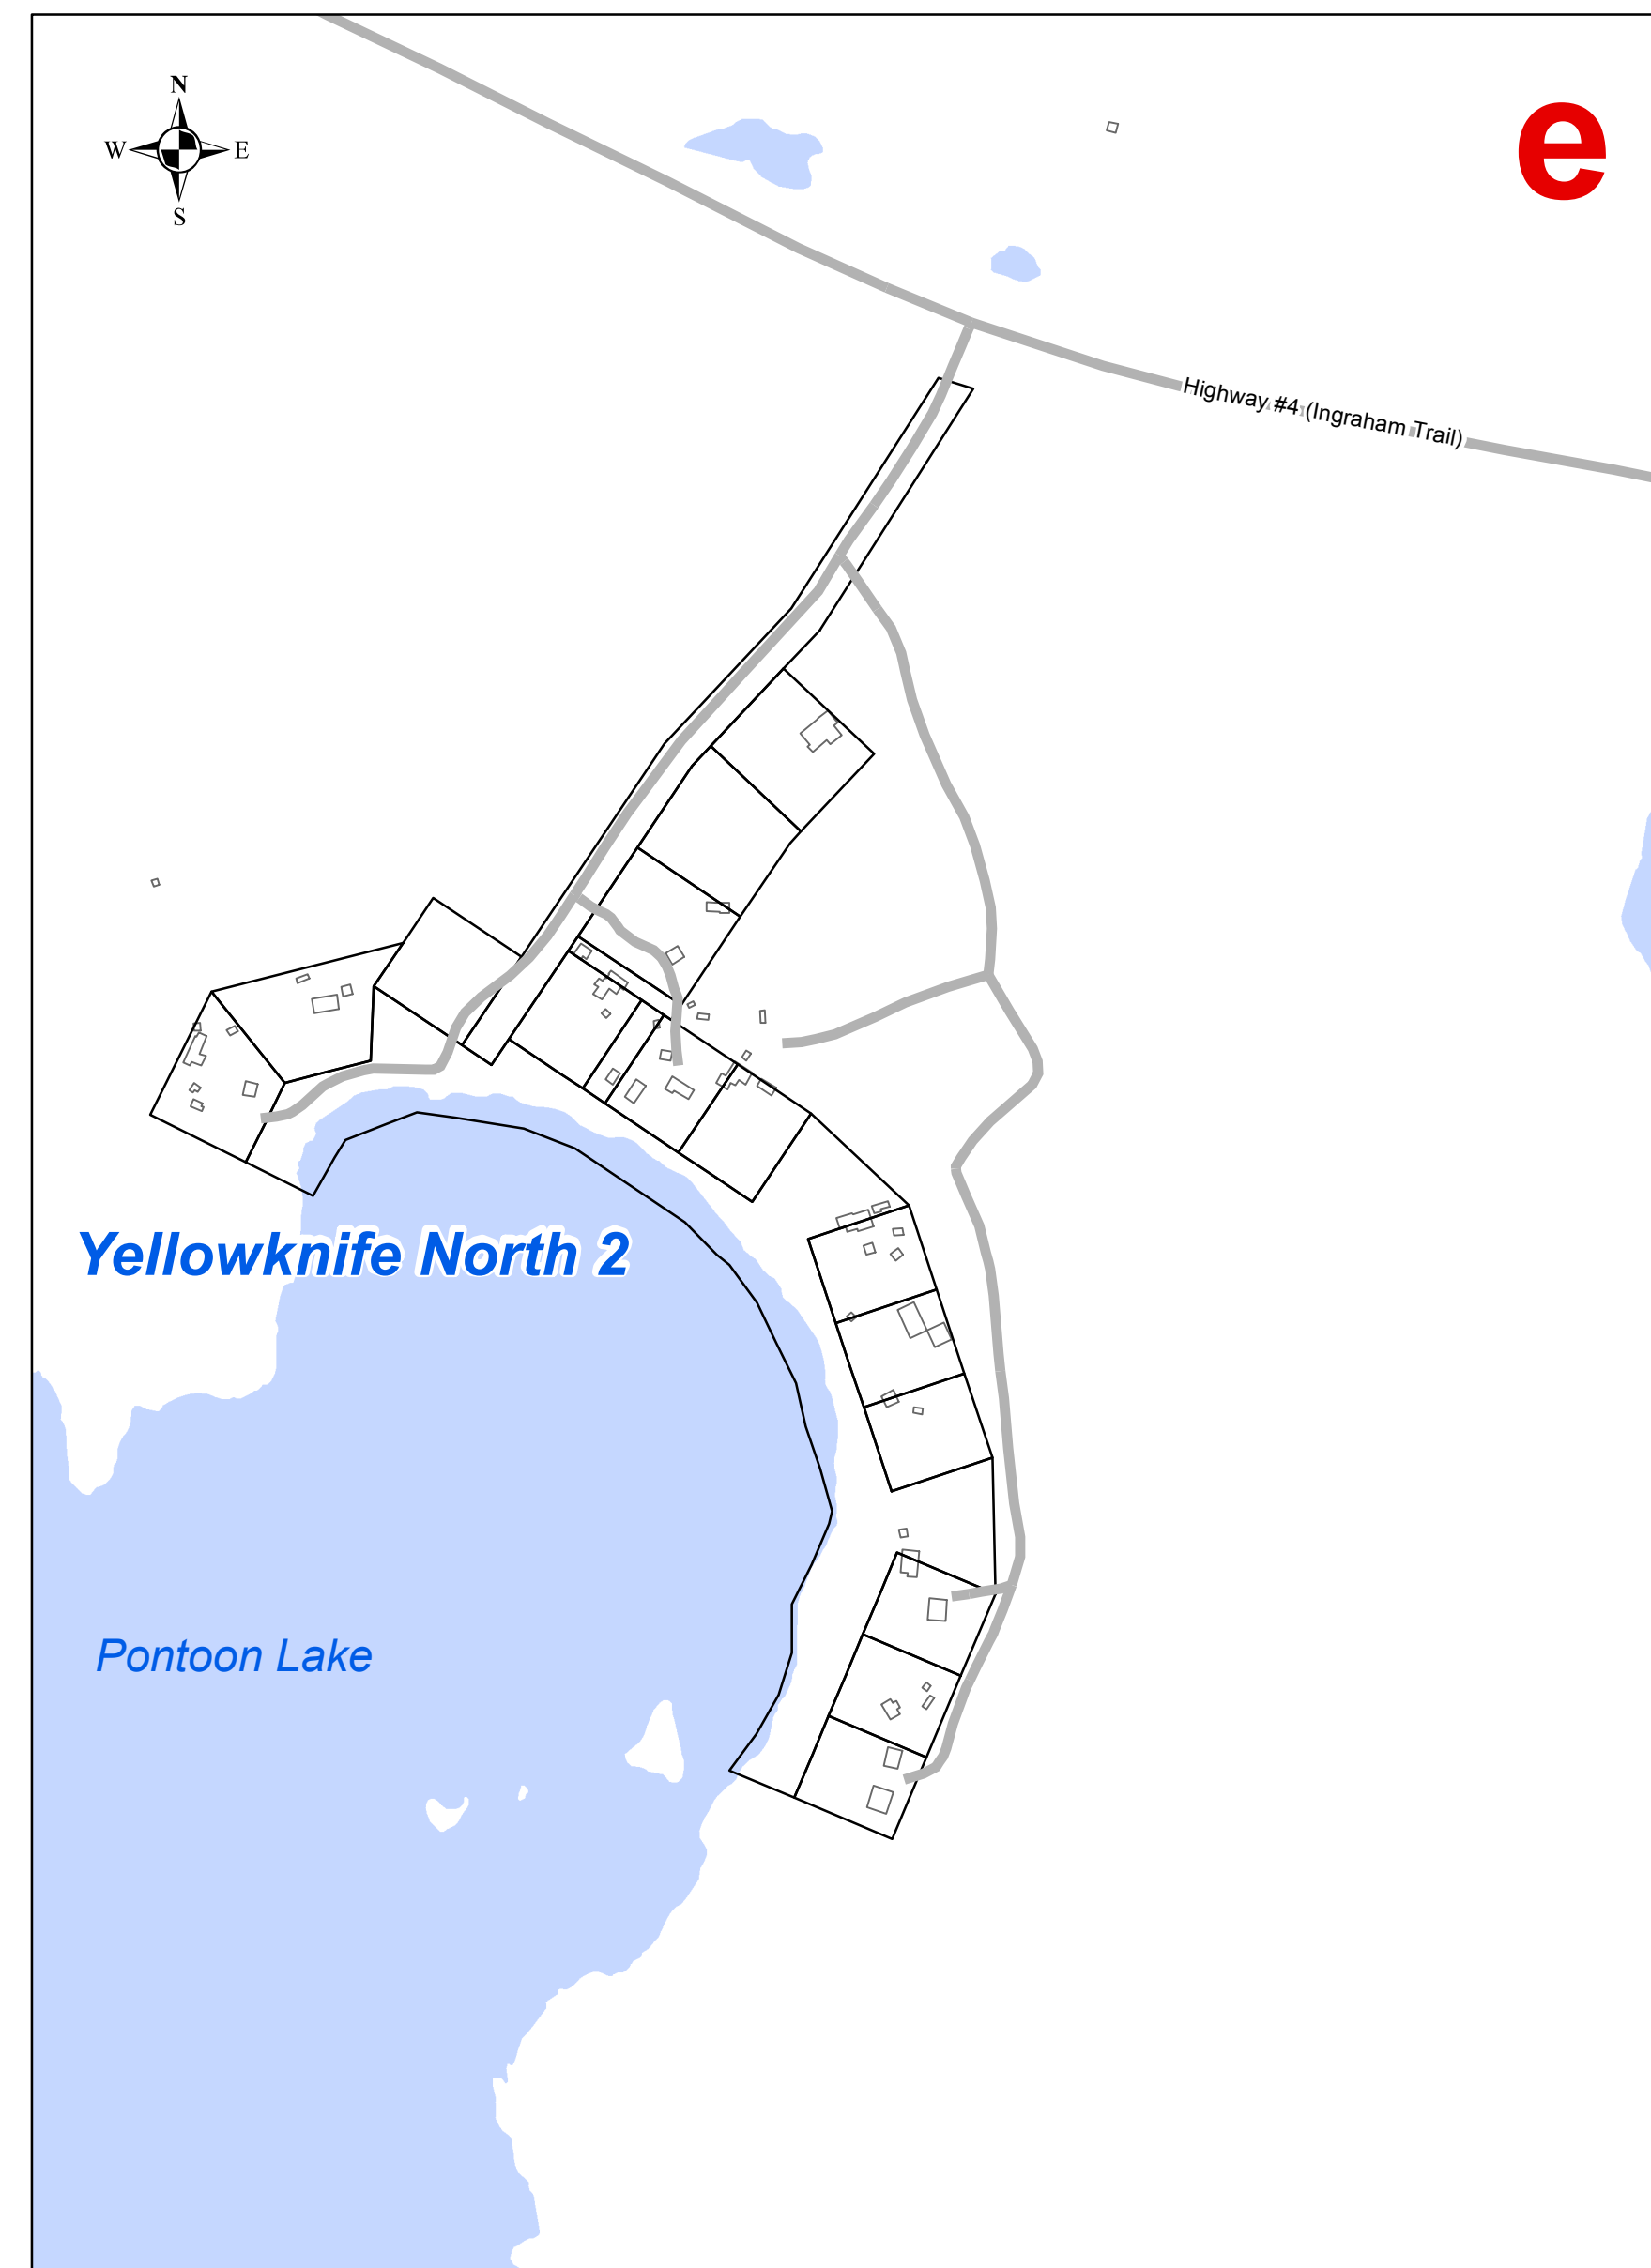 N
e
W
E
S
Highway #4 (Ingraham Trail)
Yellowknife North 2
Pontoon Lake